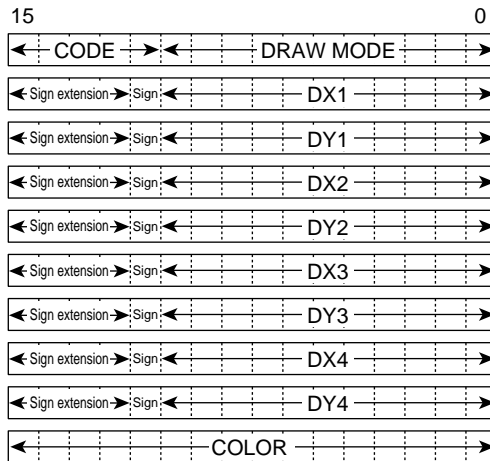 15 0
CODE DRAW MODE
Sign extension Sign DX1
Sign extension Sign DY1
Sign extension Sign DX2
Sign extension Sign DY2
Sign extension Sign DX3
Sign extension Sign DY3
Sign extension Sign DX4
Sign extension Sign DY4
COLOR